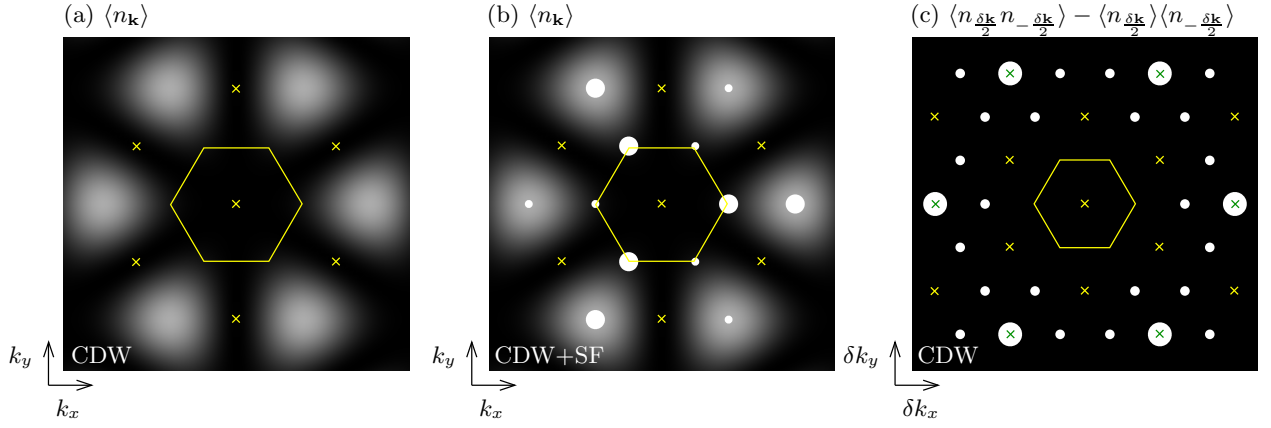 (a) ⟨n_𝐤⟩
(b) ⟨n_𝐤⟩
(c) ⟨n_{δ𝐤/2} n_{−δ𝐤/2}⟩ − ⟨n_{δ𝐤/2}⟩⟨n_{−δ𝐤/2}⟩
CDW
CDW+SF
CDW
k_y
k_x
k_y
k_x
δk_y
δk_x